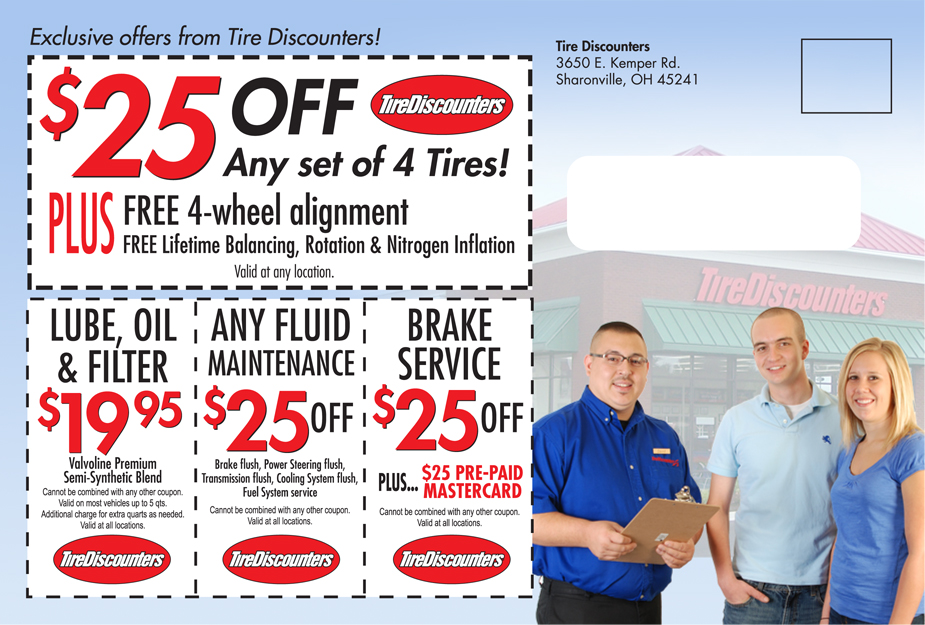 Exclusive offers from Tire Discounters!
$25 OFF
TireDiscounters
Any set of 4 Tires!
PLUS FREE 4-wheel alignment
FREE Lifetime Balancing, Rotation & Nitrogen Inflation
Valid at any location.
LUBE, OIL
& FILTER
$19 95
Valvoline Premium
Semi-Synthetic Blend
Cannot be combined with any other coupon.
Valid on most vehicles up to 5 qts.
Additional charge for extra quarts as needed.
Valid at all locations.
TireDiscounters
ANY FLUID
MAINTENANCE
$25 OFF
Brake flush, Power Steering flush,
Transmission flush, Cooling System flush,
Fuel System service
Cannot be combined with any other coupon.
Valid at all locations.
TireDiscounters
BRAKE
SERVICE
$25 OFF
PLUS... $25 PRE-PAID
MASTERCARD
Cannot be combined with any other coupon.
Valid at all locations.
TireDiscounters
Tire Discounters
3650 E. Kemper Rd.
Sharonville, OH 45241
TireDiscounters